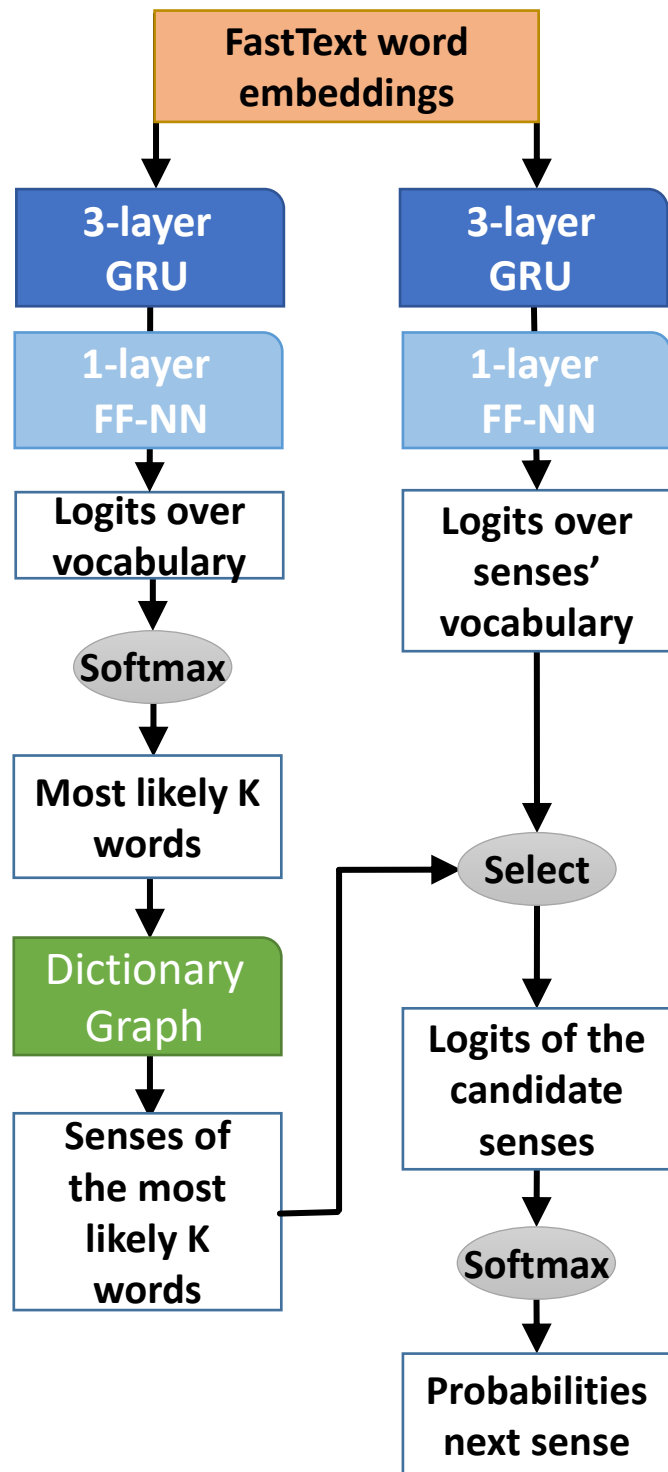 FastText word
embeddings
3-layer
GRU
1-layer
FF-NN
Logits over
vocabulary
Softmax
Most likely K
words
Dictionary
Graph
Senses of
the most
likely K
words
3-layer
GRU
1-layer
FF-NN
Logits over
senses’
vocabulary
Select
Logits of the
candidate
senses
Softmax
Probabilities
next sense